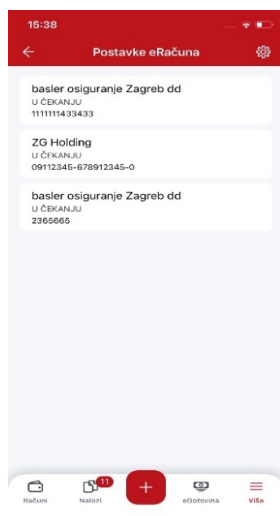 15:38
Postavke eRačuna
basler osiguranje Zagreb dd
U ČEKANJU
1111111433433
ZG Holding
U ČEKANJU
09112345-678912345-0
basler osiguranje Zagreb dd
U ČEKANJU
2365665
11
Računi
Nalozi
eGotovina
Više